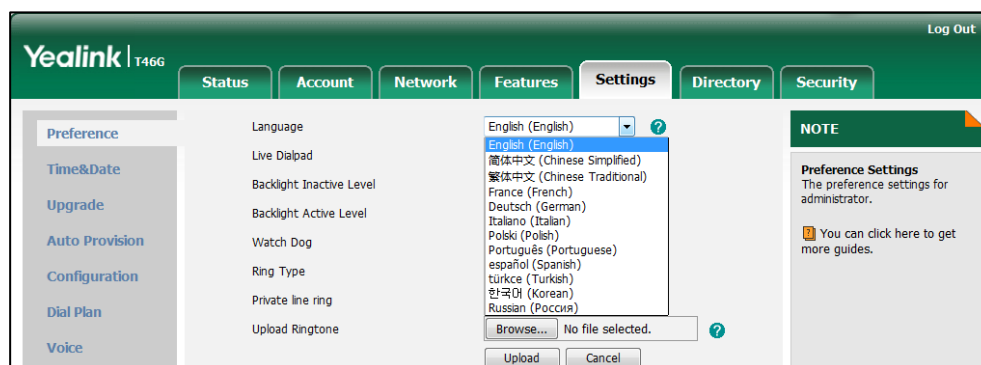 Log Out
Yealink T46G
Status Account Network Features Settings Directory Security
Preference
Time&Date
Upgrade
Auto Provision
Configuration
Dial Plan
Voice
Language English (English)
Live Dialpad
Backlight Inactive Level
Backlight Active Level
Watch Dog
Ring Type
Private line ring
Upload Ringtone
English (English)
简体中文 (Chinese Simplified)
繁体中文 (Chinese Traditional)
France (French)
Deutsch (German)
Italiano (Italian)
Polski (Polish)
Português (Portuguese)
español (Spanish)
türkce (Turkish)
한국어 (Korean)
Russian (Россия)
Browse... No file selected.
Upload Cancel
NOTE
Preference Settings
The preference settings for
administrator.
You can click here to get
more guides.